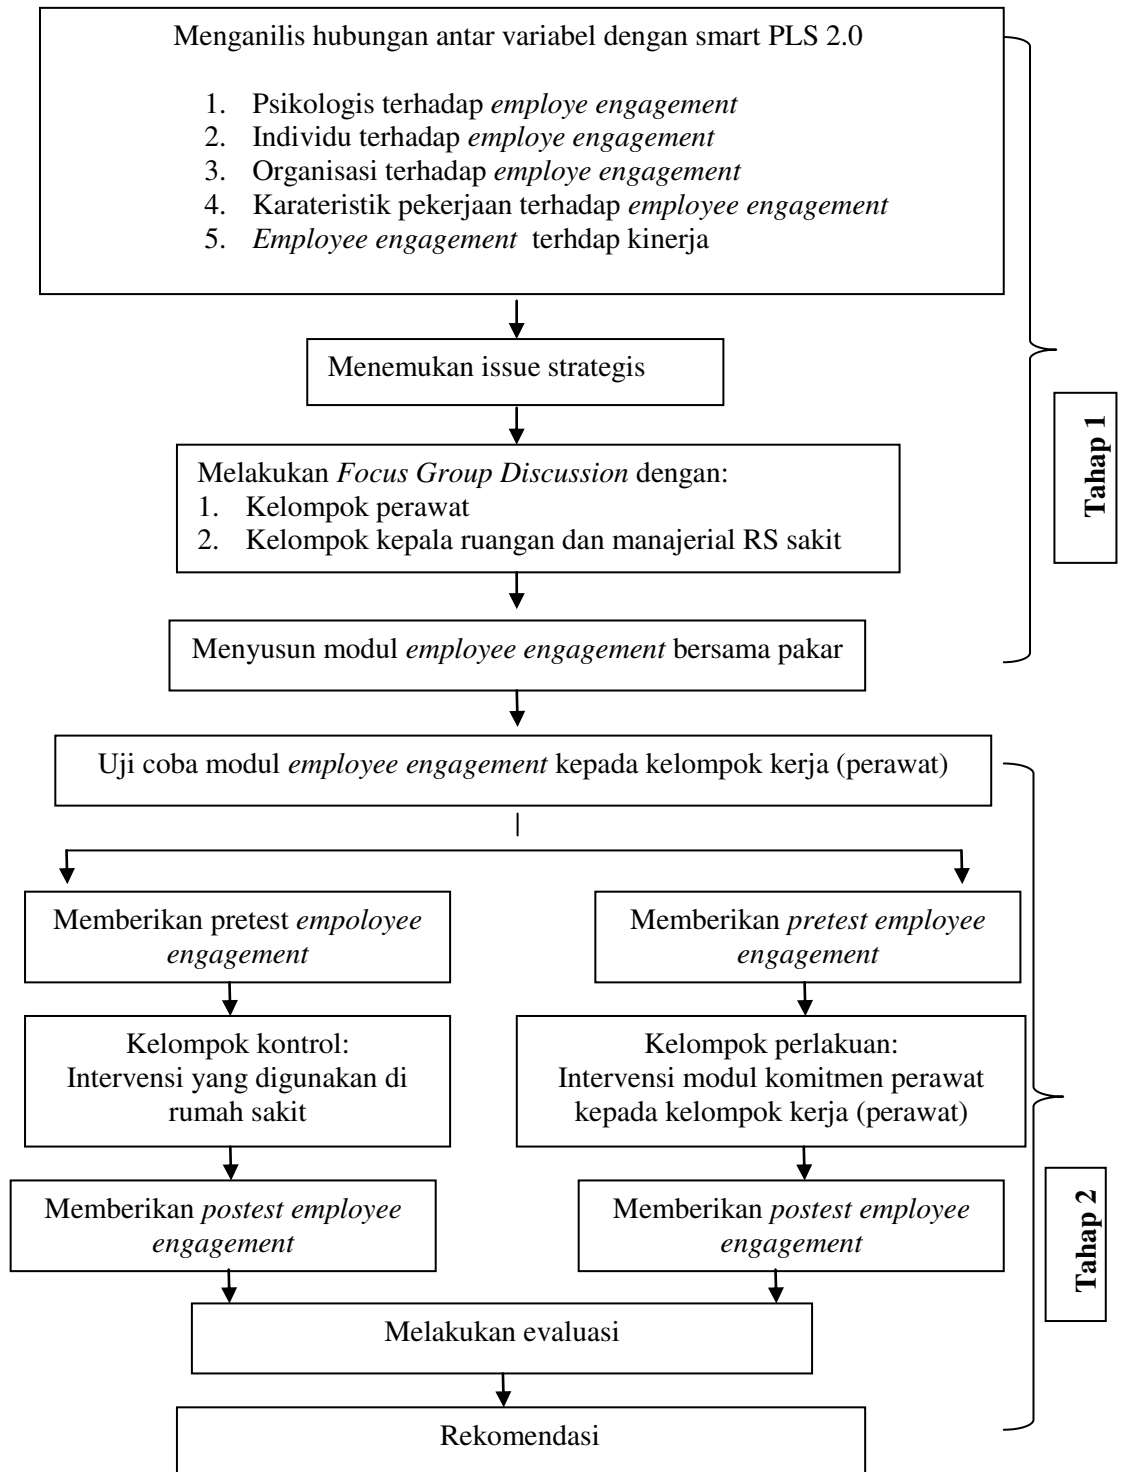 Menganilis hubungan antar variabel dengan smart PLS 2.0
1. Psikologis terhadap employe engagement
2. Individu terhadap employe engagement
3. Organisasi terhadap employe engagement
4. Karateristik pekerjaan terhadap employee engagement
5. Employee engagement terhdap kinerja
Menemukan issue strategis
Melakukan Focus Group Discussion dengan:
1. Kelompok perawat
2. Kelompok kepala ruangan dan manajerial RS sakit
Menyusun modul employee engagement bersama pakar
Tahap 1
Uji coba modul employee engagement kepada kelompok kerja (perawat)
Memberikan pretest empoloyee
engagement
Memberikan pretest employee
engagement
Kelompok kontrol:
Intervensi yang digunakan di
rumah sakit
Kelompok perlakuan:
Intervensi modul komitmen perawat
kepada kelompok kerja (perawat)
Memberikan postest employee
engagement
Memberikan postest employee
engagement
Melakukan evaluasi
Rekomendasi
Tahap 2